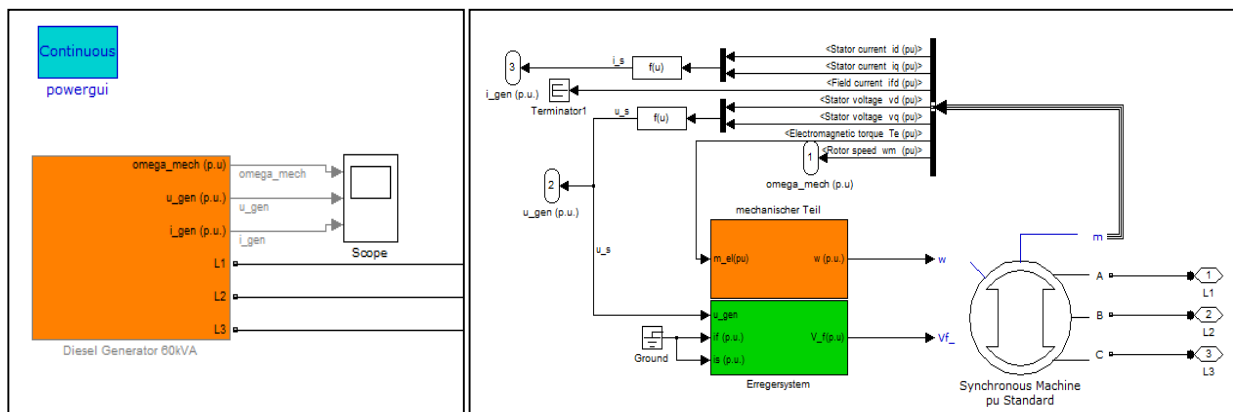 Continuous
powergui
omega_mech (p.u)
u_gen (p.u.)
i_gen (p.u.)
L1
L2
L3
omega_mech
u_gen
i_gen
Scope
Diesel Generator 60kVA
3
i_gen (p.u.)
i_s
f(u)
Terminator1
u_s
f(u)
<Stator current id (pu)>
<Stator current iq (pu)>
<Field current ifd (pu)>
<Stator voltage vd (pu)>
<Stator voltage vq (pu)>
<Electromagnetic torque Te (pu)>
<Rotor speed wm (pu)>
1
omega_mech (p.u)
2
u_gen (p.u.)
u_s
mechanischer Teil
m_el(pu)
w (p.u.)
w
u_gen
if (p.u.)
is (p.u.)
V_f(p.u)
Vf_
Ground
Erregersystem
m
A
B
C
1
L1
2
L2
3
L3
Synchronous Machine
pu Standard